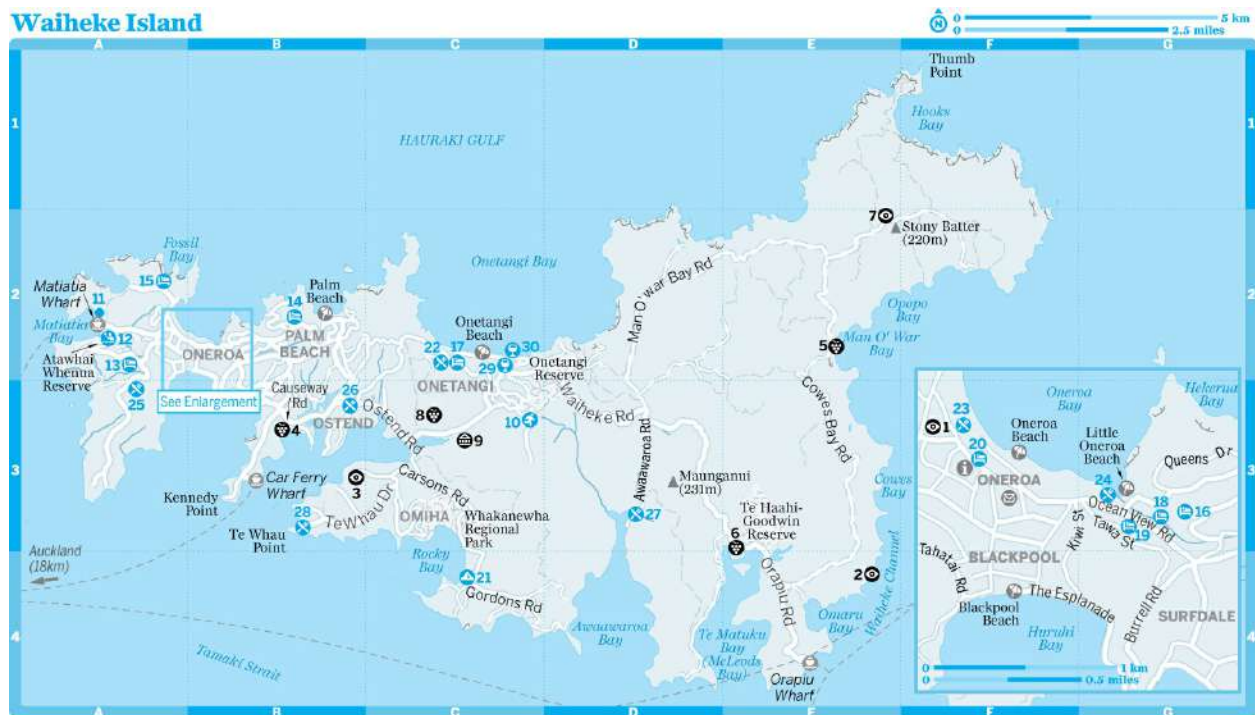 Waiheke Island
N
0
5 km
0
2.5 miles
A
B
C
D
E
F
G
Thumb
Point
1
Hooks
Bay
1
HAURAKI GULF
7
Stony Batter
(220m)
Fossil
Bay
Onetangi Bay
Man O'war Bay Rd
15
Matiatia
Wharf
2
11
14
Palm
Beach
Opopo
Bay
2
Matiatia
Bay
12
PALM
BEACH
Onetangi
Beach
Man O' War
Bay
5
Atawhai
Whenua
Reserve
13
ONEROA
22
17
30
29
Onetangi
Reserve
ONETANGI
25
See Enlargement
Causeway
Rd
26
OSTEND
Ostend Rd
8
10
Waiheke Rd
Cowes Bay Rd
4
9
3
Car Ferry
Wharf
3
Carsons Rd
Awaawaroa Rd
Maunganui
(231m)
Cowes
Bay
3
Kennedy
Point
Te Whau Dr
OMIHA
Whakanewha
Regional
Park
27
Te Haahi-
Goodwin
Reserve
Te Whau
Point
28
6
Auckland
(18km)
Rocky
Bay
21
Gordons Rd
Orapiu Rd
2
Waiheke Channel
Omaru
Bay
4
Awaawaroa
Bay
Te Matuku
Bay
(McLeods
Bay)
4
Tamaki Strait
Orapiu
Wharf
Oneroa
Bay
Hekerua
Bay
1
23
Oneroa
Beach
Little
Oneroa
Beach
20
Queens Dr
ONEROA
24
Ocean View Rd
18
16
Tawa St
19
Kiwi St
BLACKPOOL
Tahatai Rd
The Esplanade
Burrell Rd
Blackpool
Beach
SURFDALE
Huruhi
Bay
0
1 km
0
0.5 miles
A
B
C
D
E
F
G